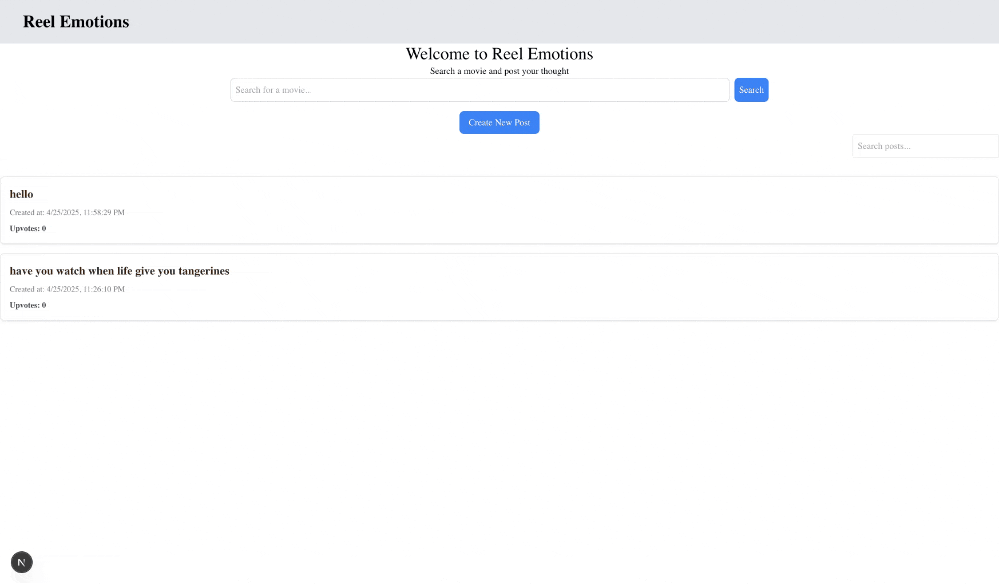 Reel Emotions
Welcome to Reel Emotions
Search a movie and post your thought
Search for a movie...
Search
Create New Post
Search posts...
hello
Created at: 4/25/2025, 11:58:29 PM
Upvotes: 0
have you watch when life give you tangerines
Created at: 4/25/2025, 11:26:10 PM
Upvotes: 0
N